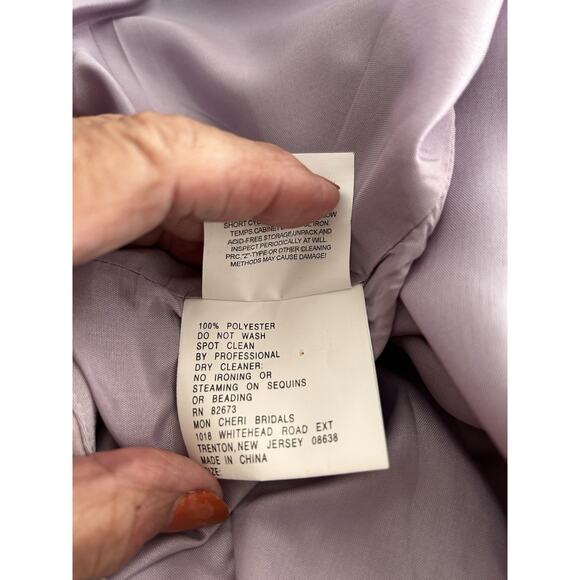 SHORT
TEMPS.CABINET IRON.
ACID-FREE STORAGE,UNPACK AND
INSPECT PERIODICALLY AT WILL.
PRC,"Z"-TYPE OR OTHER CLEANING
METHODS MAY CAUSE DAMAGE!
100% POLYESTER
DO NOT WASH
SPOT CLEAN
BY PROFESSIONAL
DRY CLEANER:
NO IRONING OR
STEAMING ON SEQUINS
OR BEADING
RN 82673
MON CHERI BRIDALS
1018 WHITEHEAD ROAD EXT
TRENTON,NEW JERSEY 08638
MADE IN CHINA
SIZE: